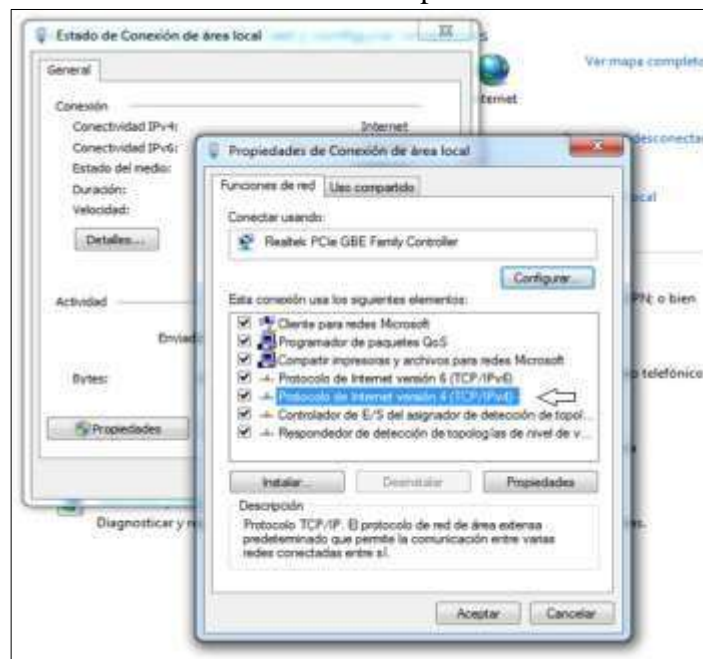 Estado de Conexión de área local
General
Conexión
Conectividad IPv4:
Internet
Conectividad IPv6:
Estado del medio:
Duración:
Velocidad:
Detalles...
Actividad
Bytes:
Propiedades
Diagnosticar y
Ver mapa completo
local
PN; o bien
o telefónico
Propiedades de Conexión de área local
Funciones de red
Uso compartido
Conectar usando:
Realtek PCIe GBE Family Controller
Configurar...
Esta conexión usa los siguientes elementos:
Cliente para redes Microsoft
Programador de paquetes QoS
Compartir impresoras y archivos para redes Microsoft
Protocolo de Internet versión 6 (TCP/IPv6)
Protocolo de Internet versión 4 (TCP/IPv4)
Controlador de E/S del asignador de detección de topol...
Respondedor de detección de topologías de nivel de v...
Instalar...
Desinstalar
Propiedades
Descripción
Protocolo TCP/IP. El protocolo de red de área extensa
predeterminado que permite la comunicación entre varias
redes conectadas entre sí.
Aceptar
Cancelar